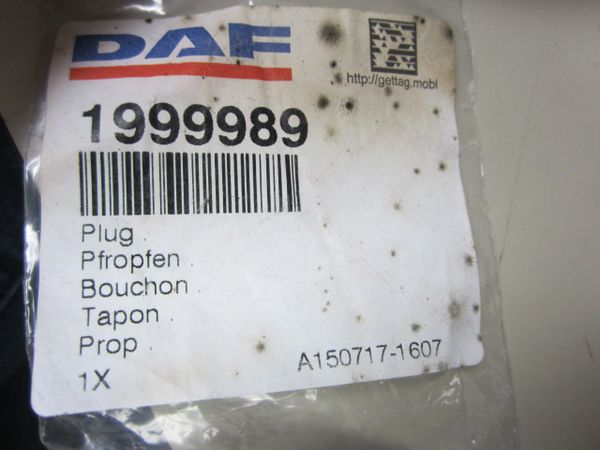 DAF
http://gettag.mobi
1999989
Plug
Pfropfen
Bouchon
Tapon
Prop
1X
A150717-1607